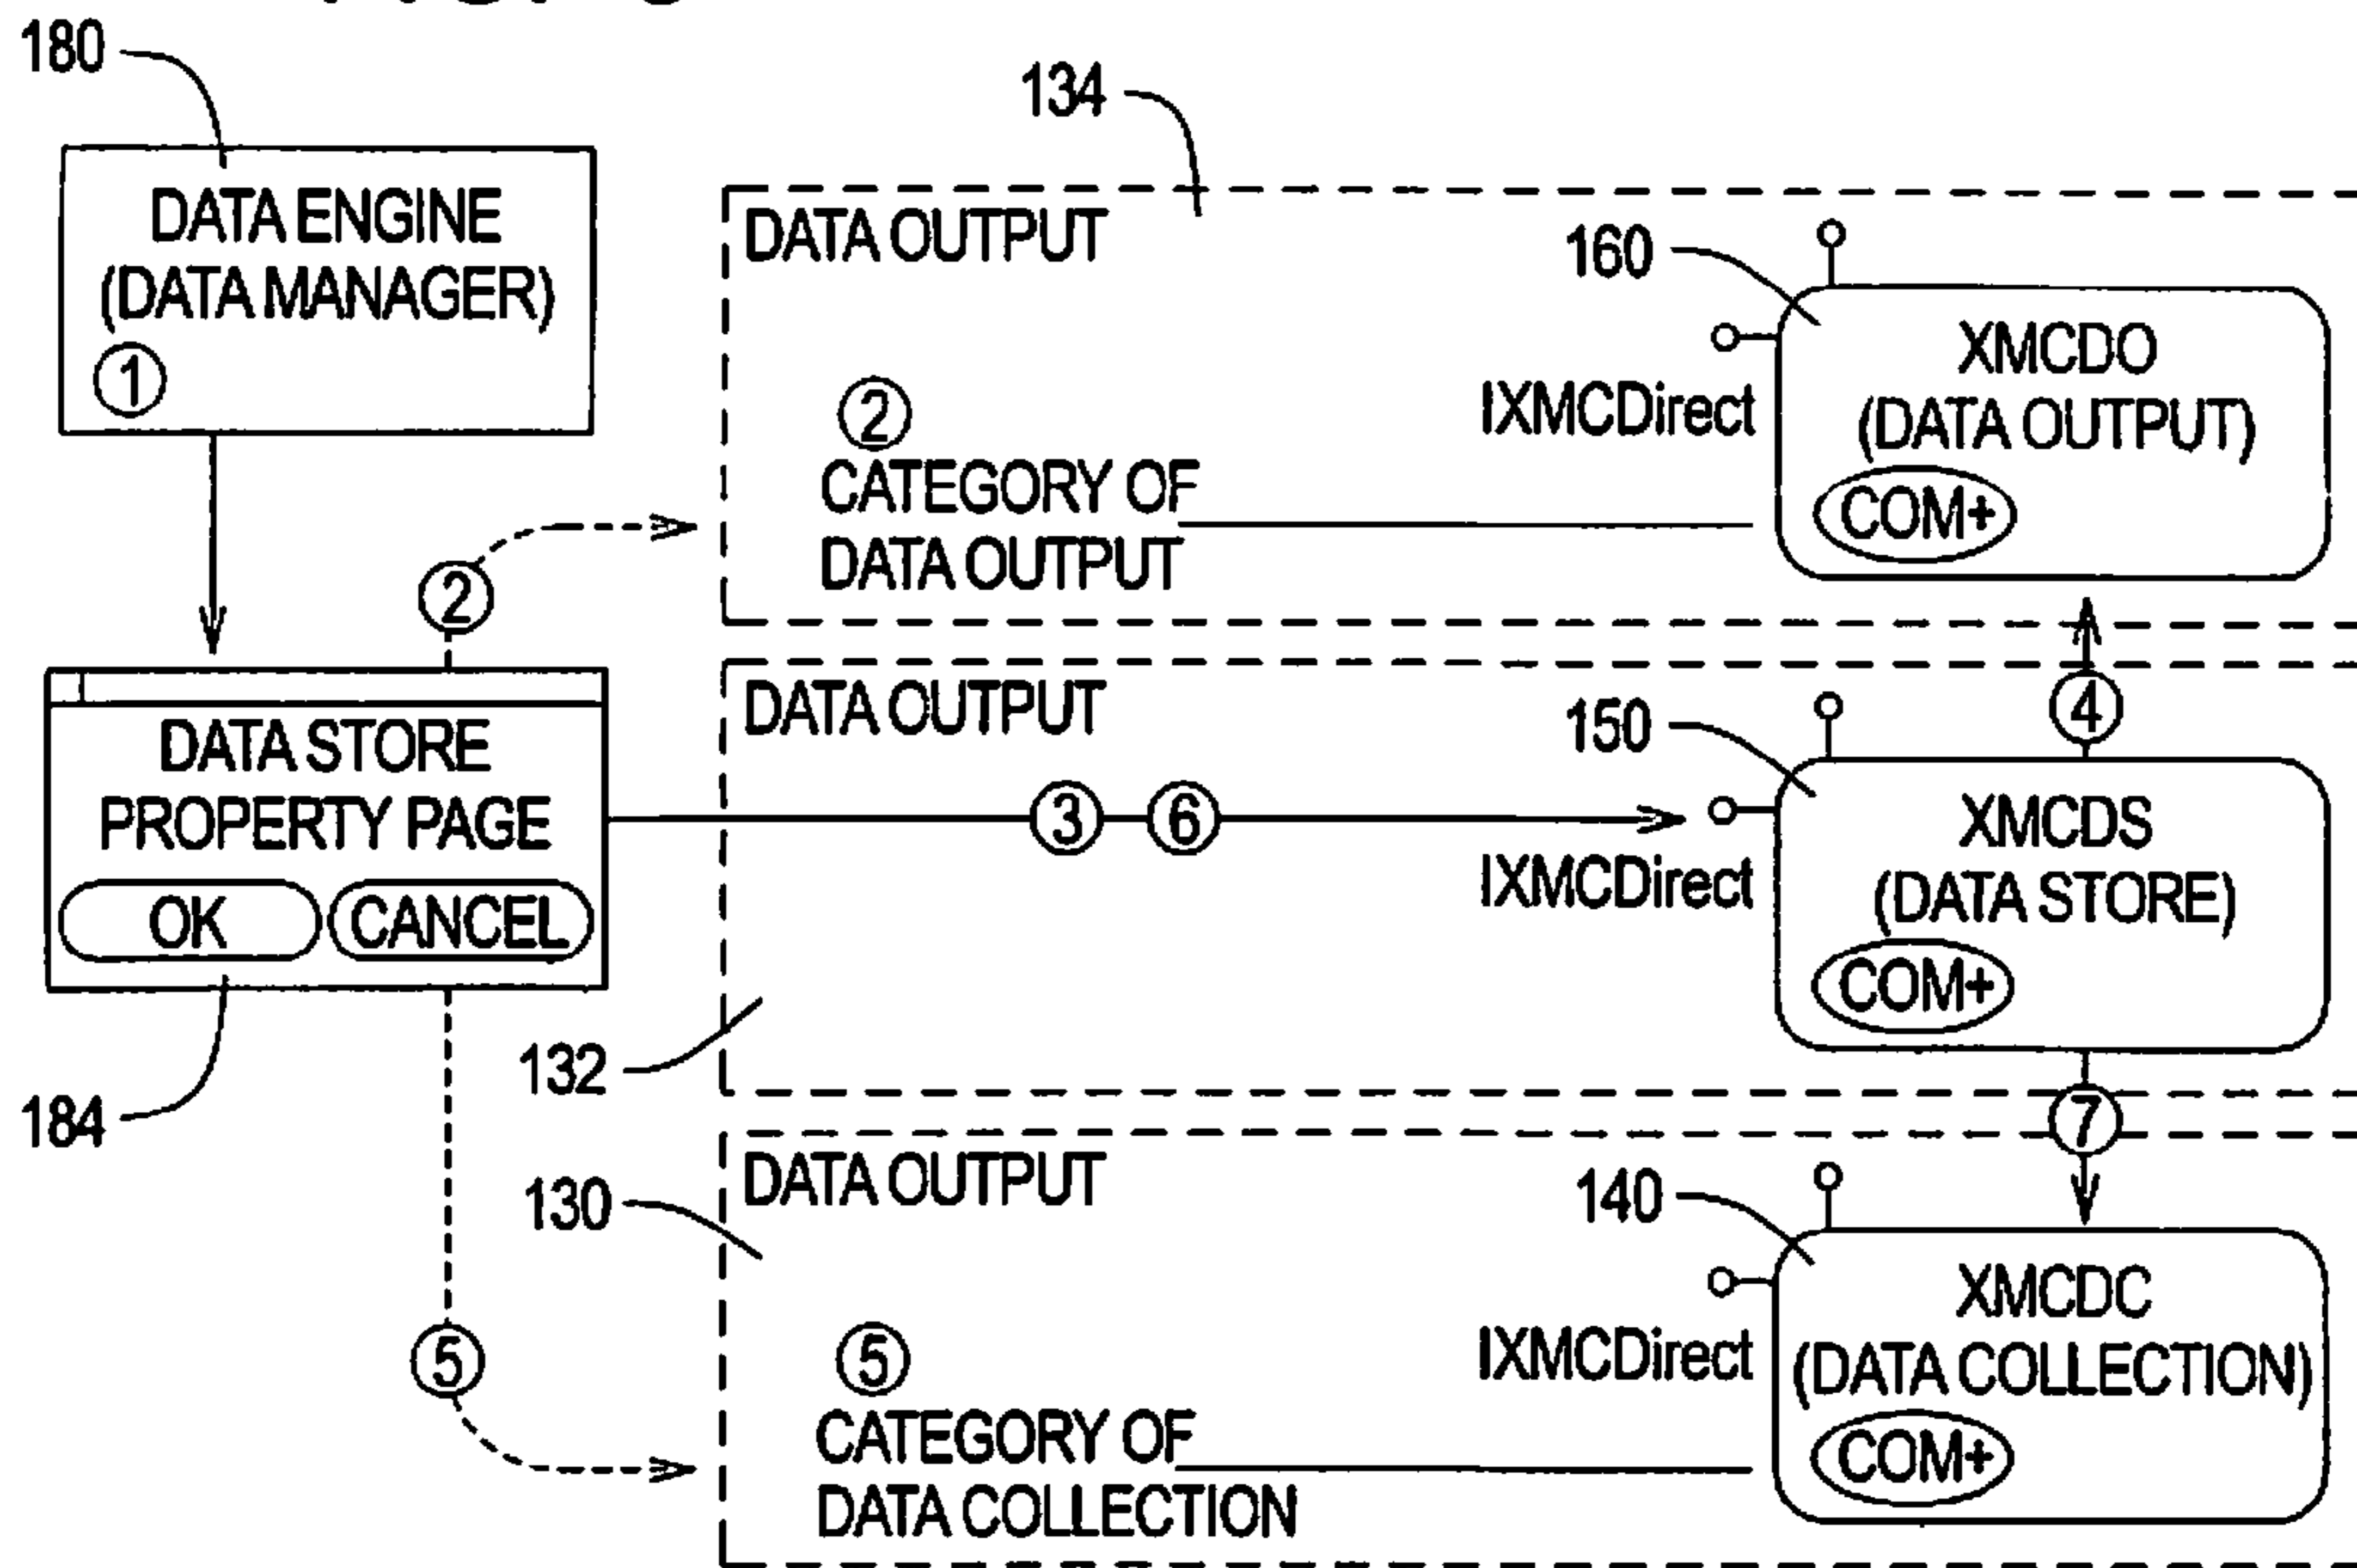 180
134
DATA ENGINE
(DATA MANAGER)
①
DATA OUTPUT
②
CATEGORY OF
DATA OUTPUT
160
IXMCDirect
XMCDO
(DATA OUTPUT)
COM+
②
DATA STORE
PROPERTY PAGE
OK
CANCEL
184
DATA OUTPUT
③
⑥
132
150
④
IXMCDirect
XMCDS
(DATA STORE)
COM+
⑦
⑤
130
DATA OUTPUT
⑤
CATEGORY OF
DATA COLLECTION
140
IXMCDirect
XMCDC
(DATA COLLECTION)
COM+